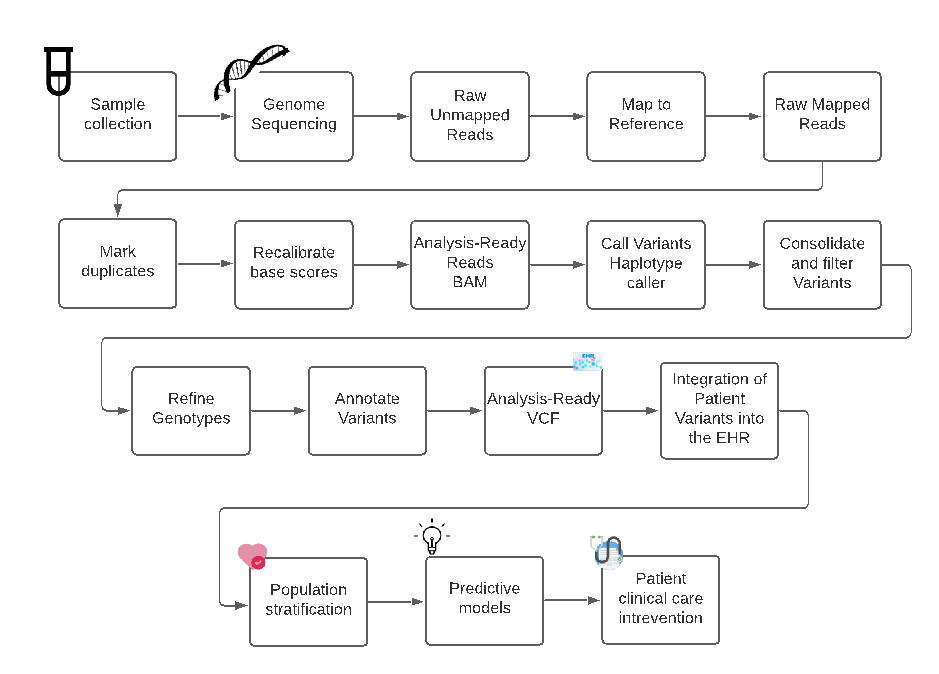 Sample
collection
Genome
Sequencing
Raw
Unmapped
Reads
Map to
Reference
Raw Mapped
Reads
Mark
duplicates
Recalibrate
base scores
Analysis-Ready
Reads
BAM
Call Variants
Haplotype
caller
Consolidate
and filter
Variants
Refine
Genotypes
Annotate
Variants
EHR
Analysis-Ready
VCF
Integration of
Patient
Variants into
the EHR
Population
stratification
Predictive
models
Patient
clinical care
intrevention